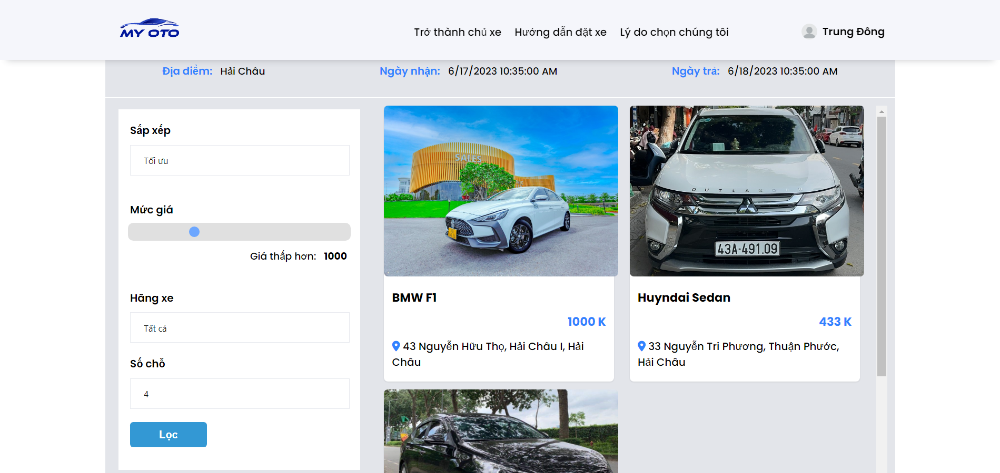 MY OTO
Trở thành chủ xe
Hướng dẫn đặt xe
Lý do chọn chúng tôi
Trung Đông
Địa điểm: Hải Châu
Ngày nhận: 6/17/2023 10:35:00 AM
Ngày trả: 6/18/2023 10:35:00 AM
Sắp xếp
Tối ưu
Mức giá
Giá thấp hơn: 1000
Hãng xe
Tất cả
Số chỗ
4
Lọc
SALES
BMW F1
1000 K
43 Nguyễn Hữu Thọ, Hải Châu I, Hải
Châu
OUTLANDER
43A-491.09
Huyndai Sedan
433 K
33 Nguyễn Tri Phương, Thuận Phước,
Hải Châu